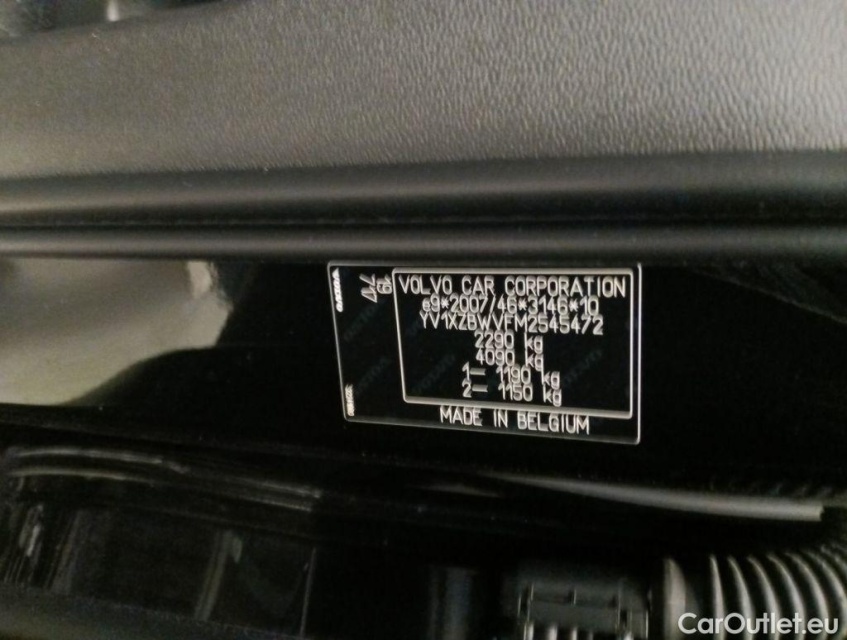 VOLVO CAR CORPORATION
e9*2007/46*3146*10
YV1XZBWVFM2545472
2290 kg
4090 kg
1— 1190 kg
2— 1150 kg
MADE IN BELGIUM
CarOutlet.eu